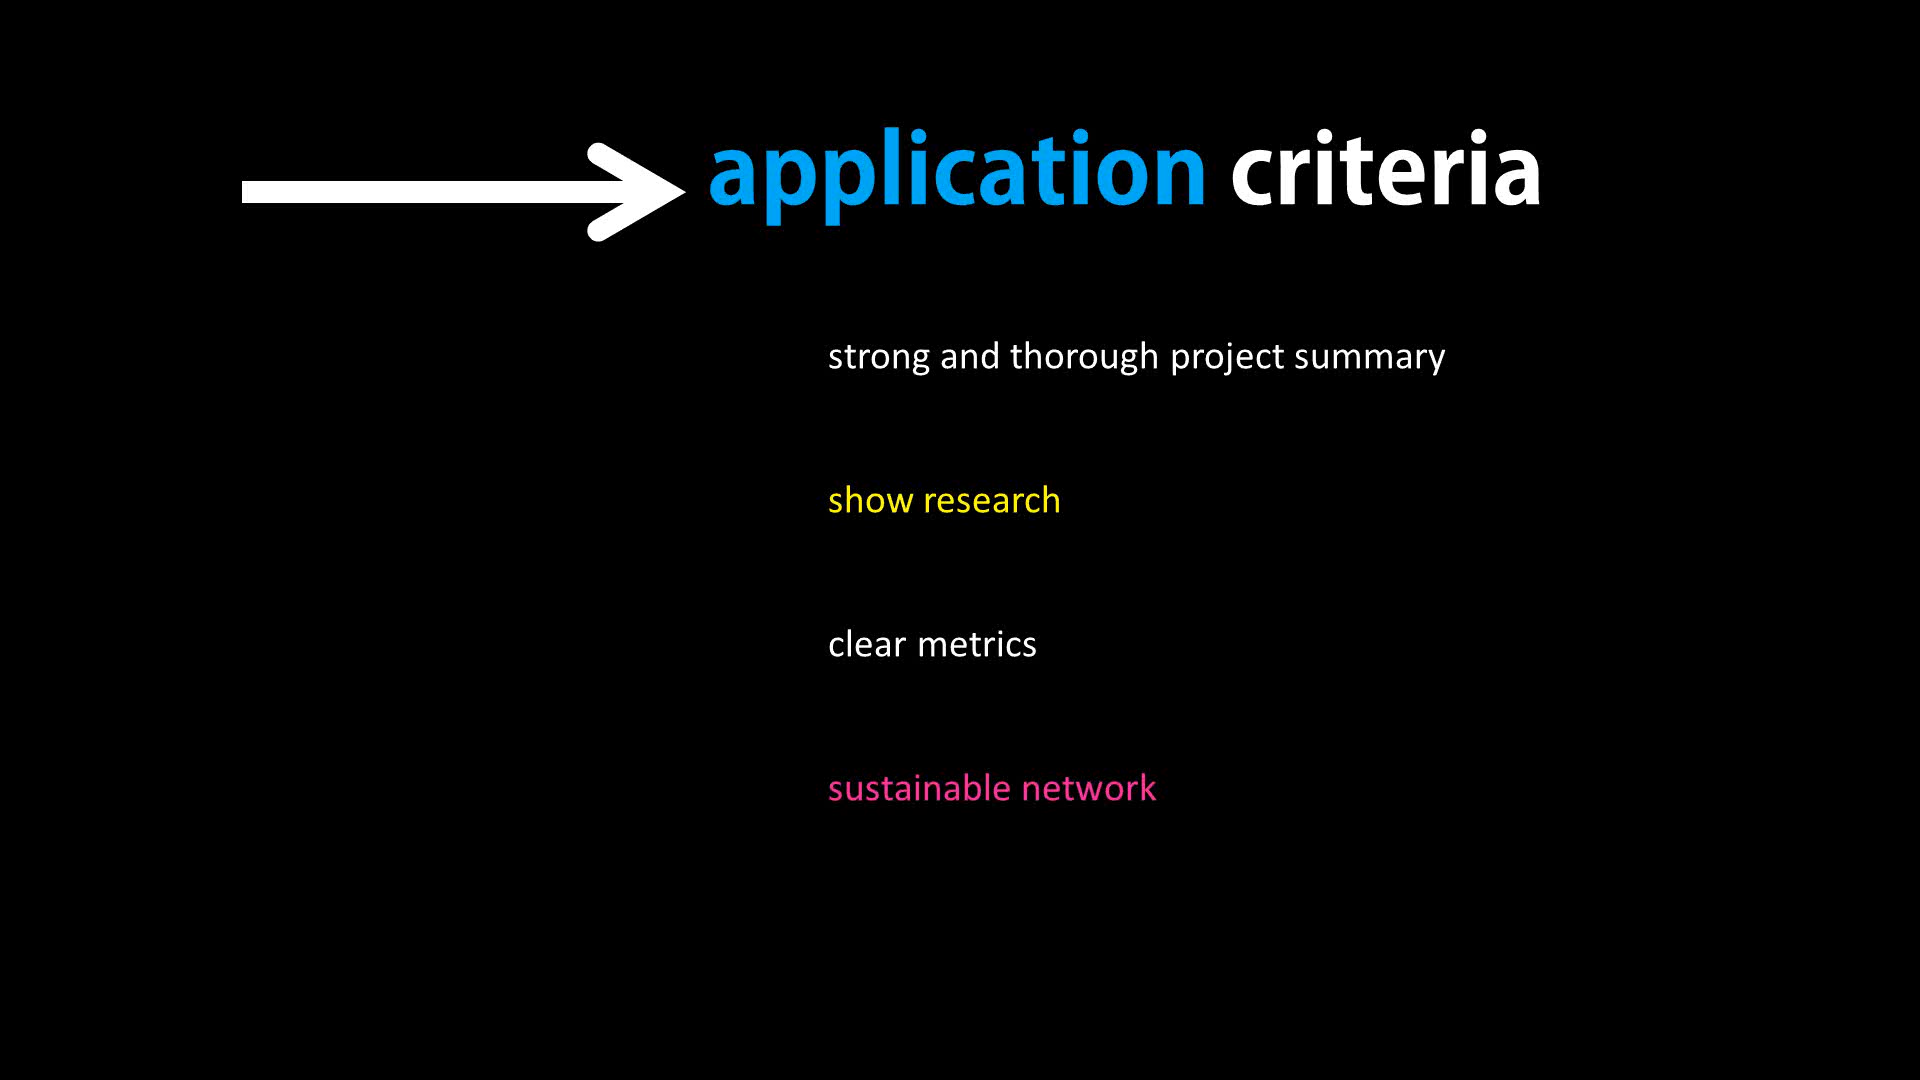 application criteria
strong and thorough project summary
show research
clear metrics
sustainable network